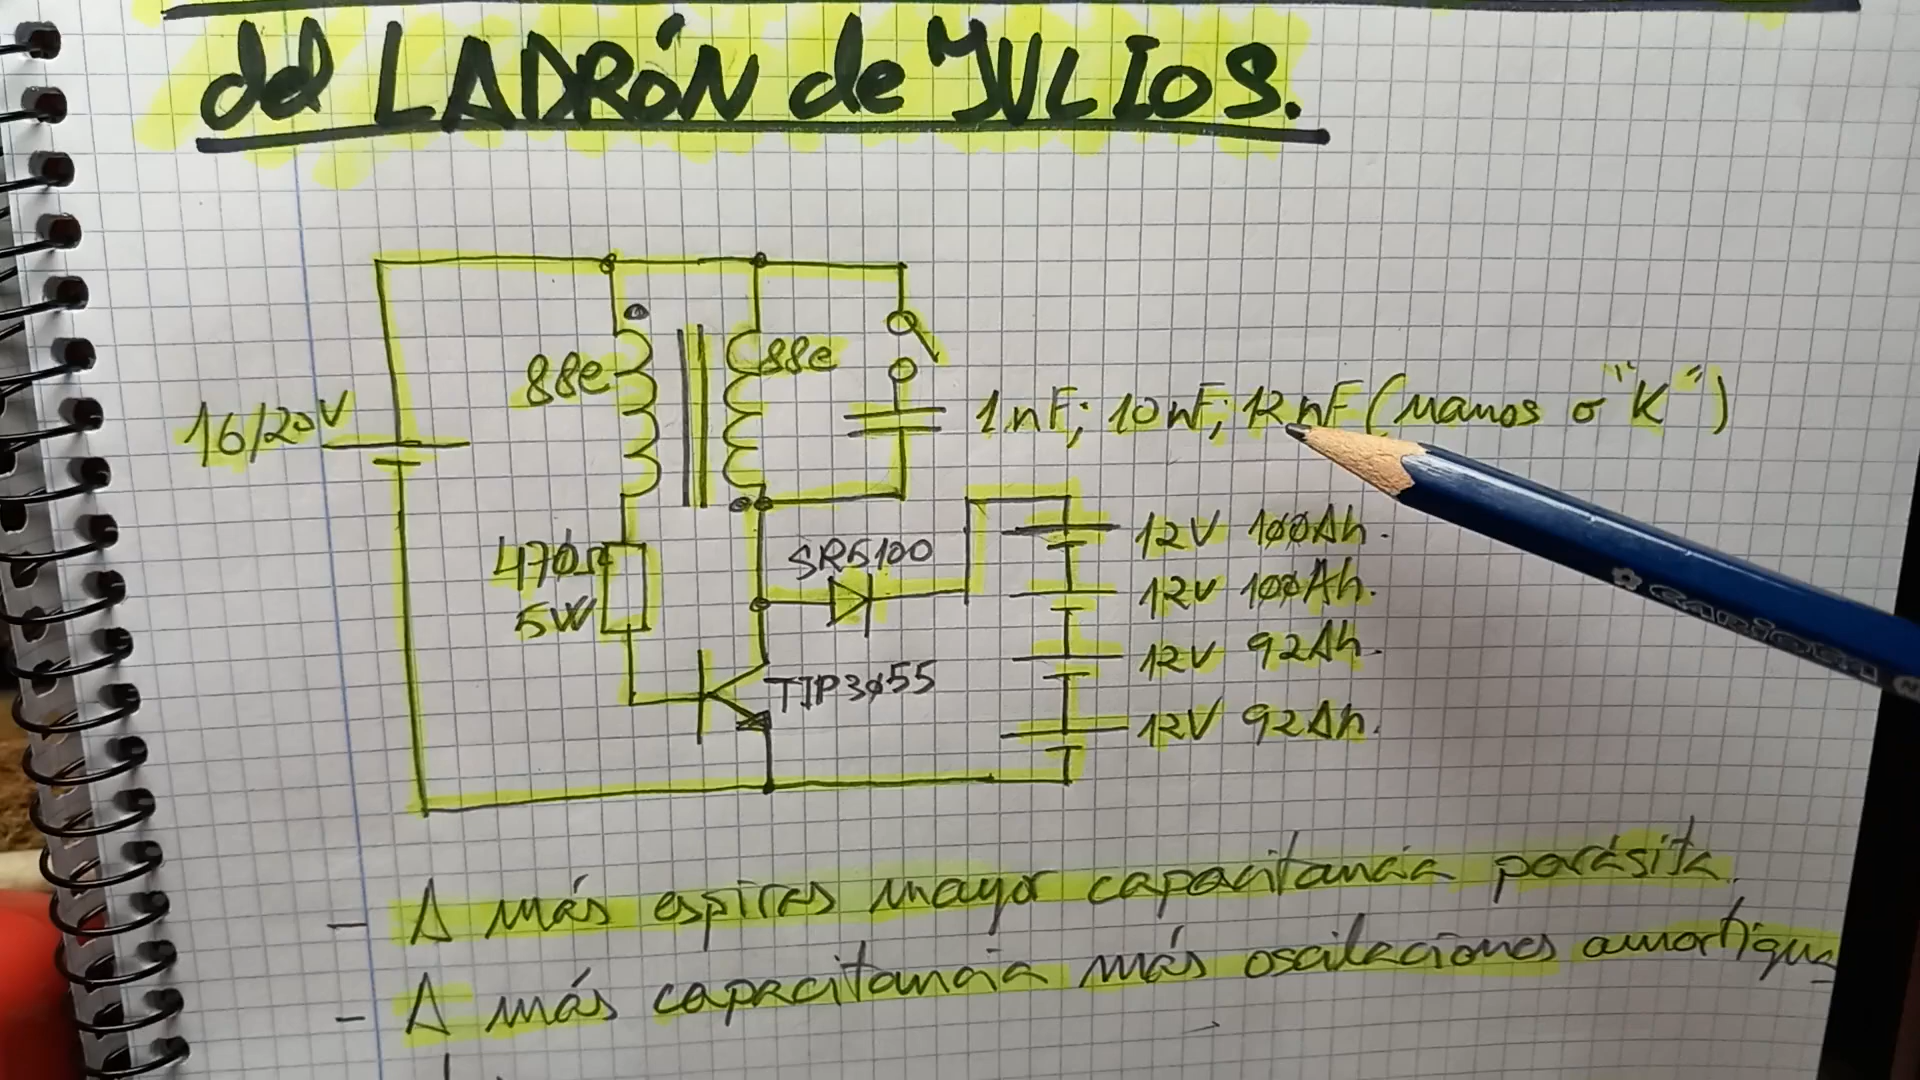 del LADRÓN de "JULIOS.
88e 88e
16/20V
1nF; 10nF; 12nF (manos o "K")
470Ω
5W
SR5100
TIP3055
12V 100Ah.
12V 100Ah.
12V 92Ah.
12V 92Ah.
CARIOCA
- A más espiras mayor capacitancia parásita.
- A más capacitancia más oscilaciones amortigua